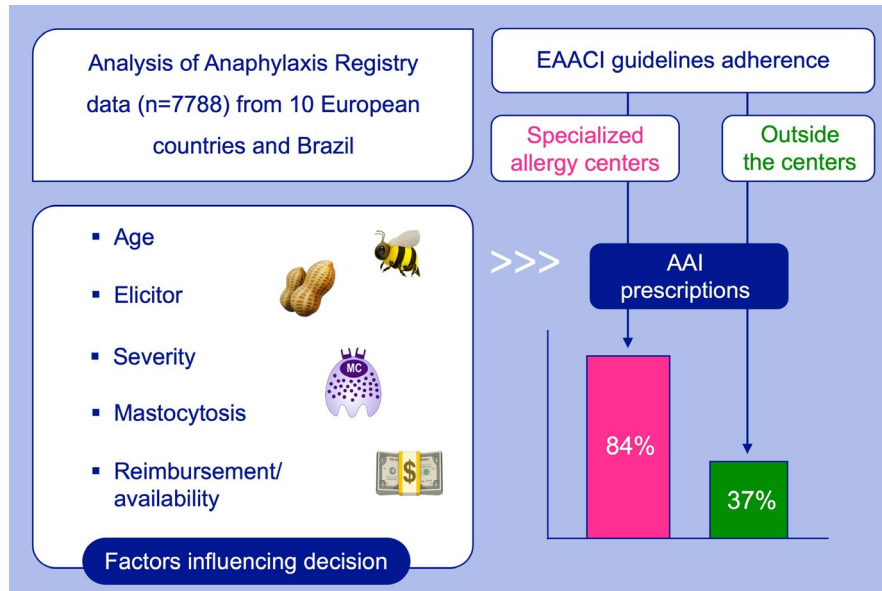 Analysis of Anaphylaxis Registry
data (n=7788) from 10 European
countries and Brazil
▪ Age
▪ Elicitor
▪ Severity
▪ Mastocytosis
▪ Reimbursement/
availability
MC
$
Factors influencing decision
>>>
EAACI guidelines adherence
Specialized
allergy centers
Outside
the centers
AAI
prescriptions
84%
37%